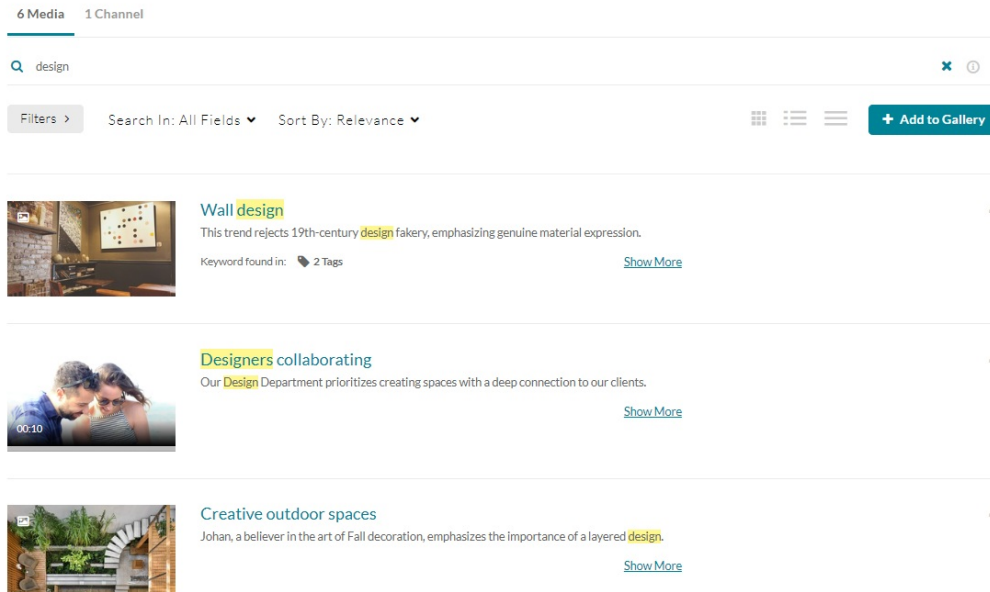 6 Media 1 Channel
design
Filters > Search In: All Fields Sort By: Relevance + Add to Gallery
Wall design
This trend rejects 19th-century design fakery, emphasizing genuine material expression.
Keyword found in: 2 Tags Show More
Designers collaborating
Our Design Department prioritizes creating spaces with a deep connection to our clients.
00:10 Show More
Creative outdoor spaces
Johan, a believer in the art of Fall decoration, emphasizes the importance of a layered design.
Show More